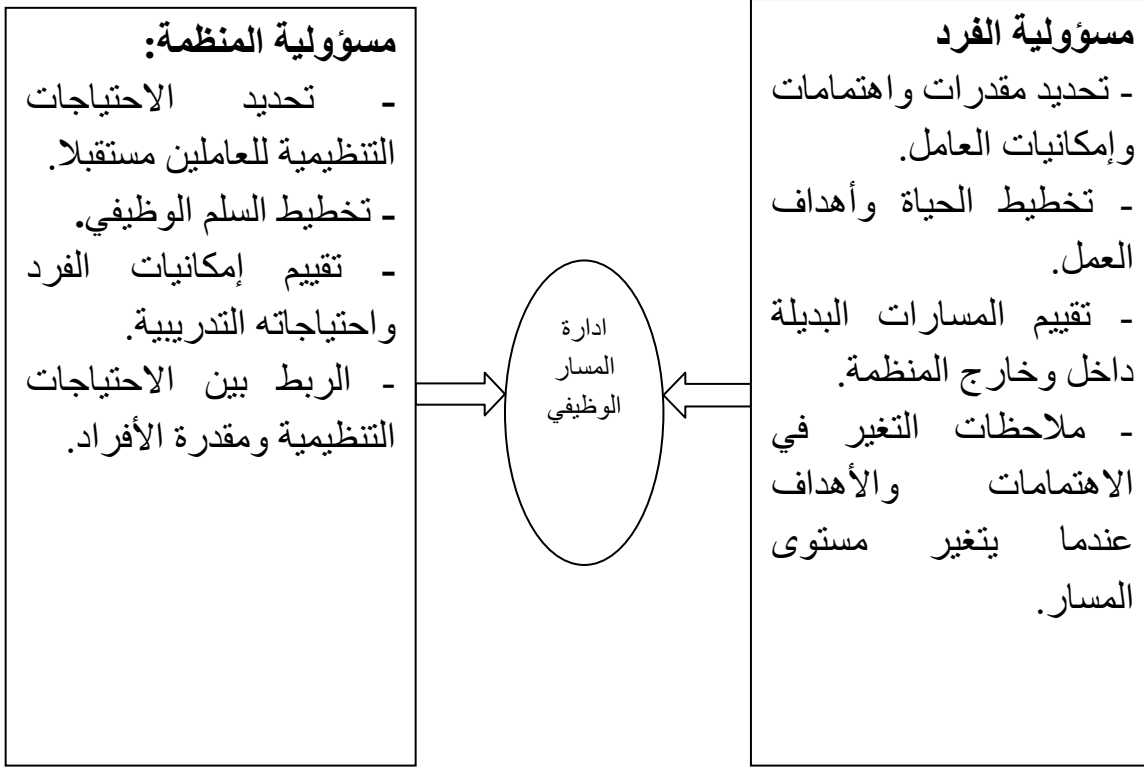 مسؤولية الفرد
- تحديد مقدرات واهتمامات
وإمكانيات العامل.
- تخطيط الحياة وأهداف
العمل.
- تقييم المسارات البديلة
داخل وخارج المنظمة.
- ملاحظات التغير في
الاهتمامات والأهداف
عندما يتغير مستوى
المسار.
ادارة
المسار
الوظيفي
مسؤولية المنظمة:
- تحديد الاحتياجات
التنظيمية للعاملين مستقبلا.
- تخطيط السلم الوظيفي.
- تقييم إمكانيات الفرد
واحتياجاته التدريبية.
- الربط بين الاحتياجات
التنظيمية ومقدرة الأفراد.